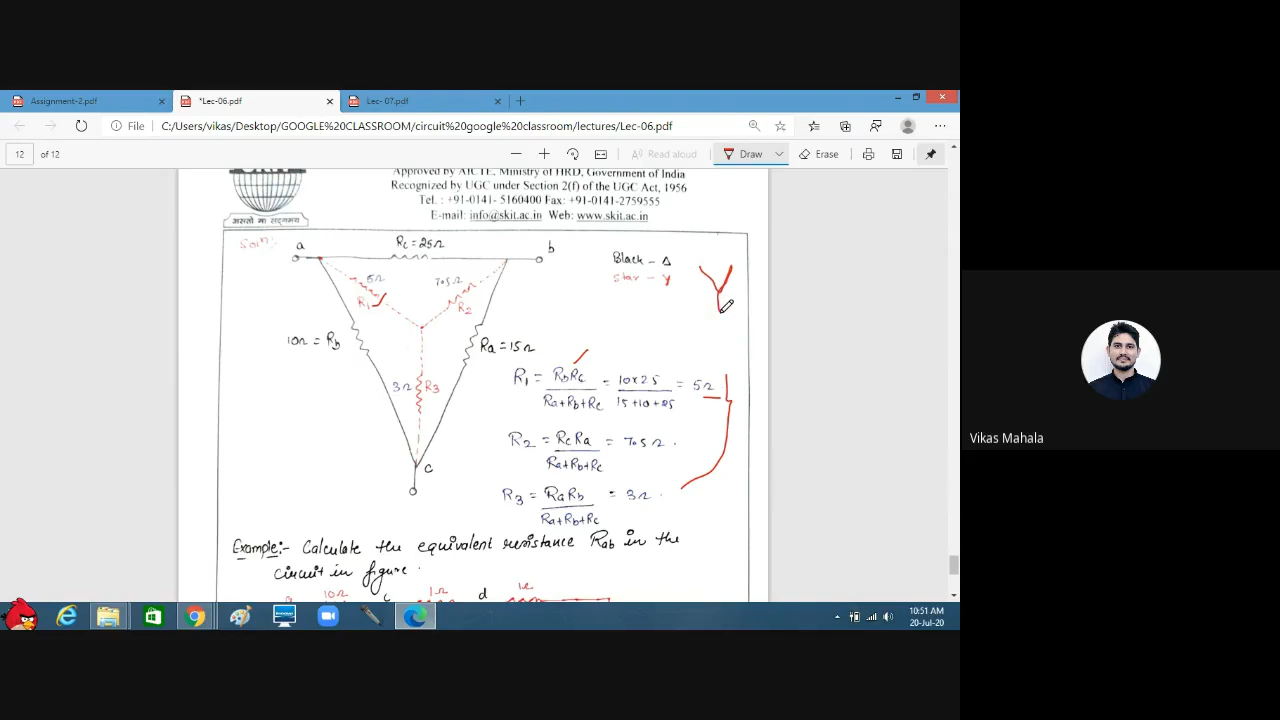 Assignment-2.pdf
*Lec-06.pdf
Lec- 07.pdf
File
C:/Users/vikas/Desktop/GOOGLE%20CLASSROOM/circuit%20google%20classroom/lectures/Lec-06.pdf
12 of 12
Read aloud
Draw
Erase
Approved by AICTE, Ministry of HRD, Government of India
Recognized by UGC under Section 2(f) of the UGC Act, 1956
Tel. : +91-0141- 5160400 Fax: +91-0141-2759555
E-mail: info@skit.ac.in Web: www.skit.ac.in
असतो मा सद्गमय
Soln:
a
Rc = 25Ω
b
Black - Δ
Star - Y
Y
5Ω
R1
7.5Ω
R2
10Ω = Rb
Ra = 15Ω
3Ω
R3
c
R1 = RbRc / Ra+Rb+Rc = 10×25 / 15+10+25 = 5Ω
R2 = RcRa / Ra+Rb+Rc = 7.5Ω .
R3 = RaRb / Ra+Rb+Rc = 3Ω .
Example:- Calculate the equivalent resistance Rab in the
circuit in figure.
10Ω
c
1Ω
d
1Ω
Vikas Mahala
10:51 AM
20-Jul-20